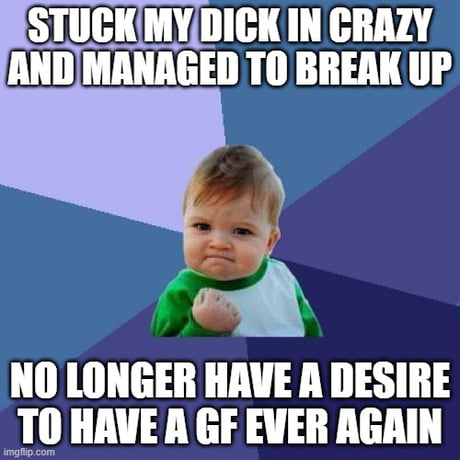 STUCK MY DICK IN CRAZY
AND MANAGED TO BREAK UP
NO LONGER HAVE A DESIRE
TO HAVE A GF EVER AGAIN
imgflip.com